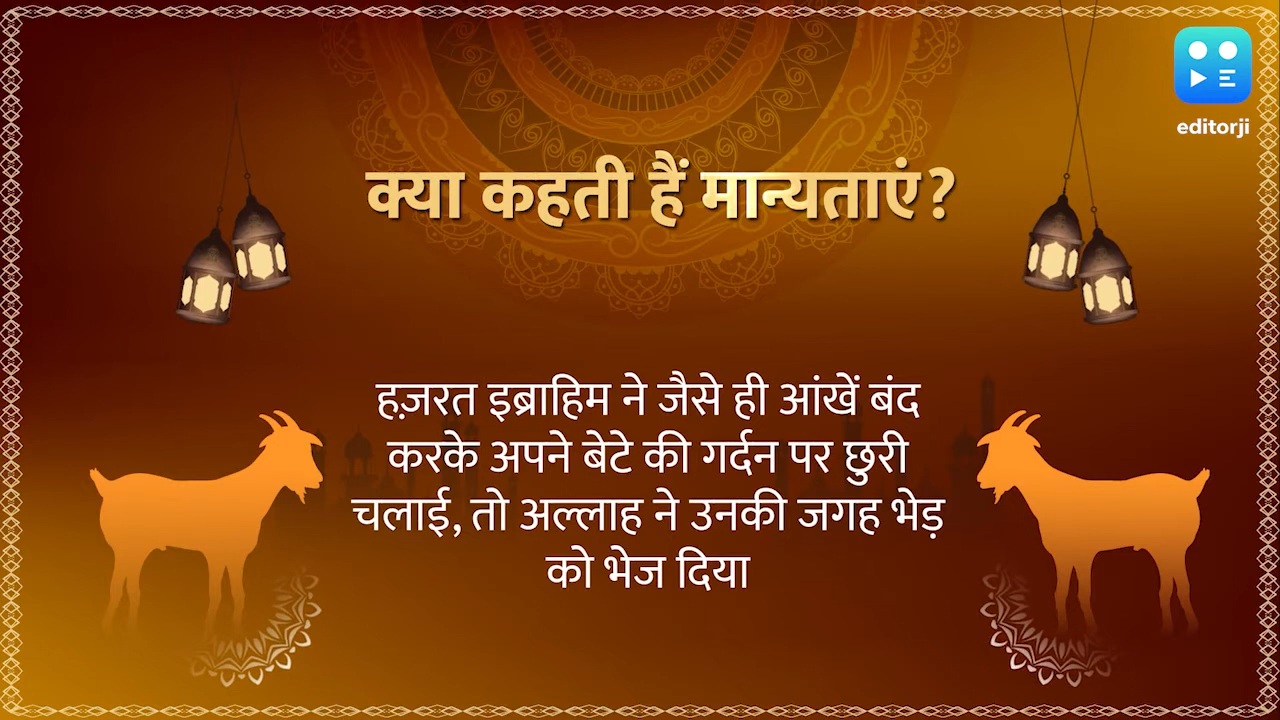 editorji
क्या कहती हैं मान्यताएं?
हज़रत इब्राहिम ने जैसे ही आंखें बंद
करके अपने बेटे की गर्दन पर छुरी
चलाई, तो अल्लाह ने उनकी जगह भेड़
को भेज दिया